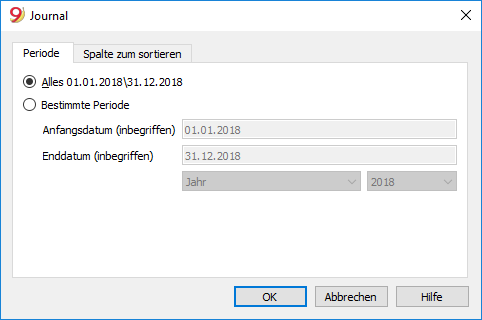 9 Journal
Periode Spalte zum sortieren
Alles 01.01.2018\31.12.2018
Bestimmte Periode
Anfangsdatum (inbegriffen) 01.01.2018
Enddatum (inbegriffen) 31.12.2018
Jahr 2018
OK Abbrechen Hilfe